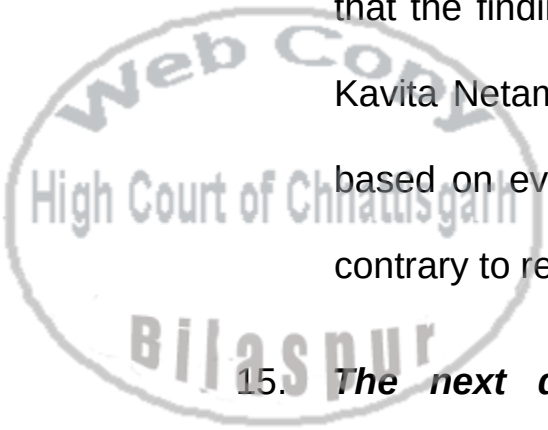 that the findi
Web Copy
Kavita Netam
High Court of Chhattisgarh
based on ev
contrary to re
Bilaspur
15. The next